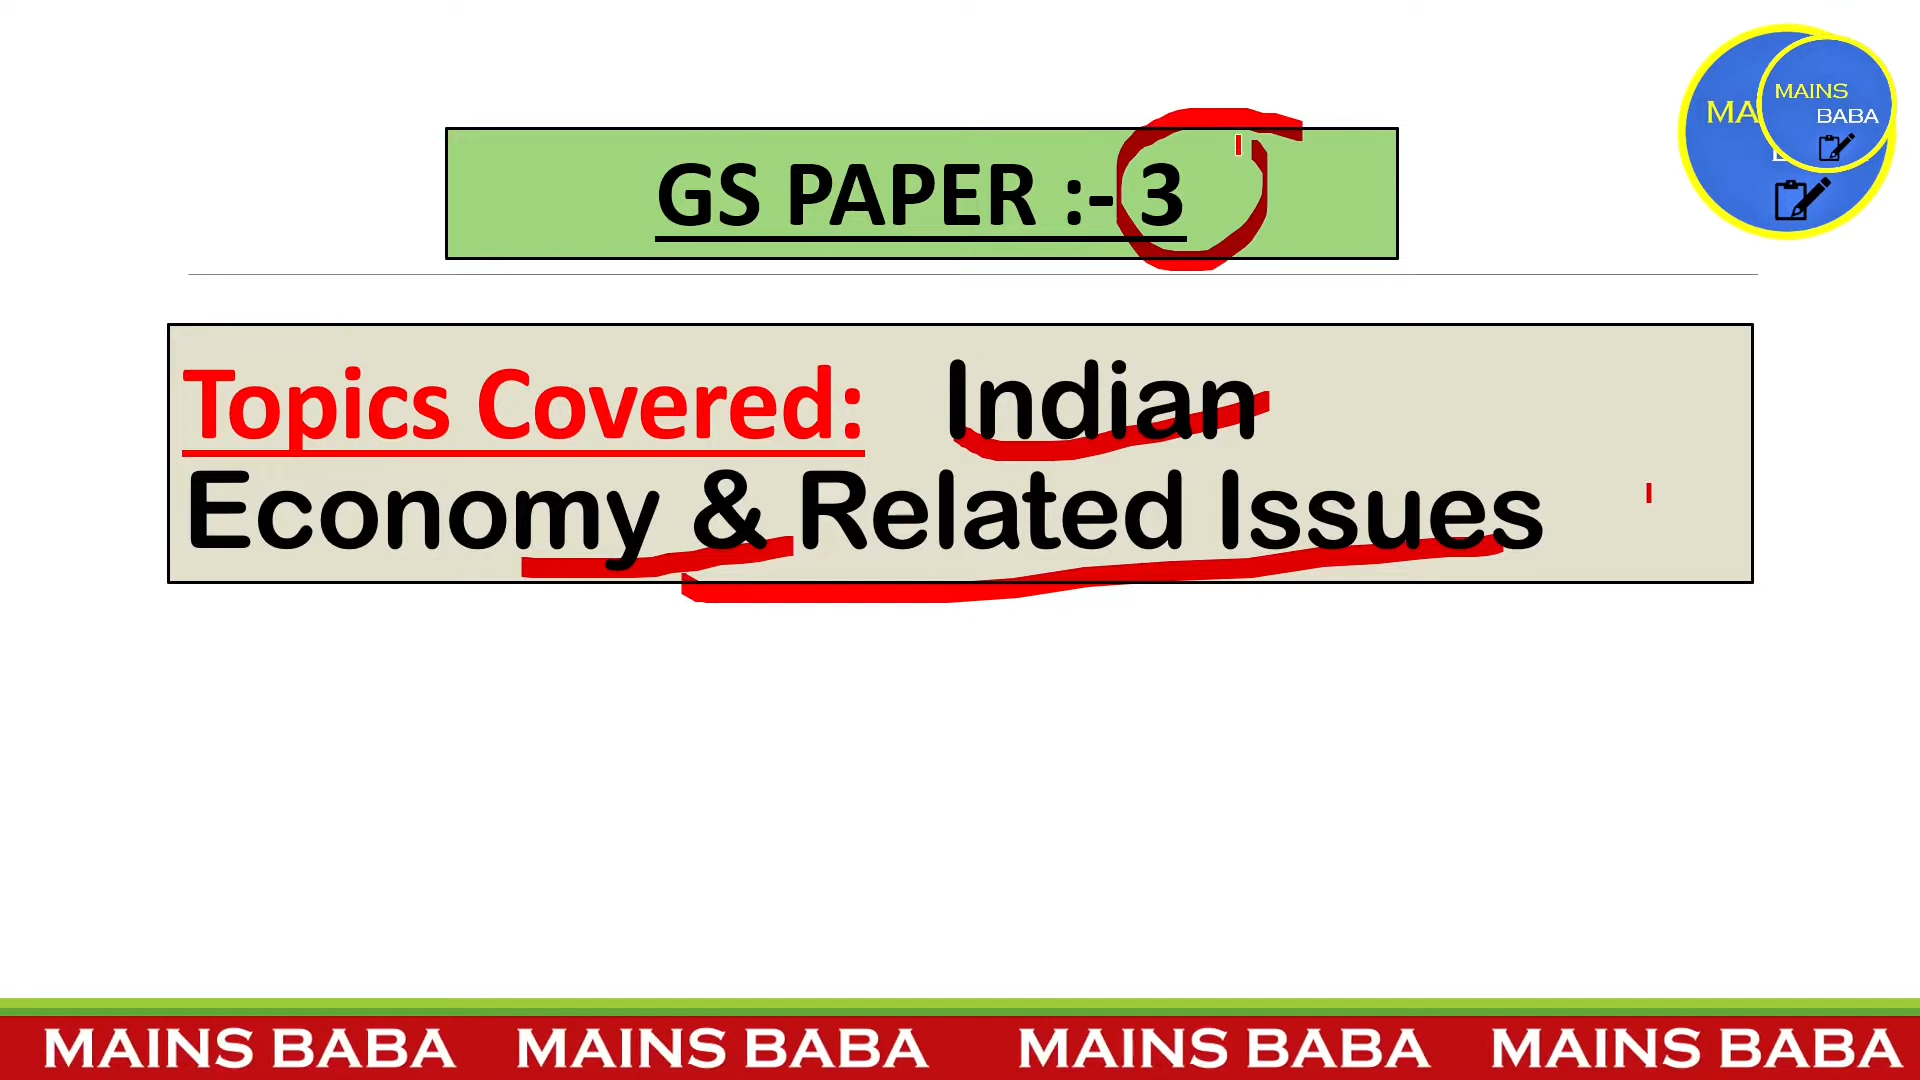 GS PAPER :- 3
MA
MAINS
BABA
Topics Covered: Indian
Economy & Related Issues
MAINS BABA MAINS BABA MAINS BABA MAINS BABA